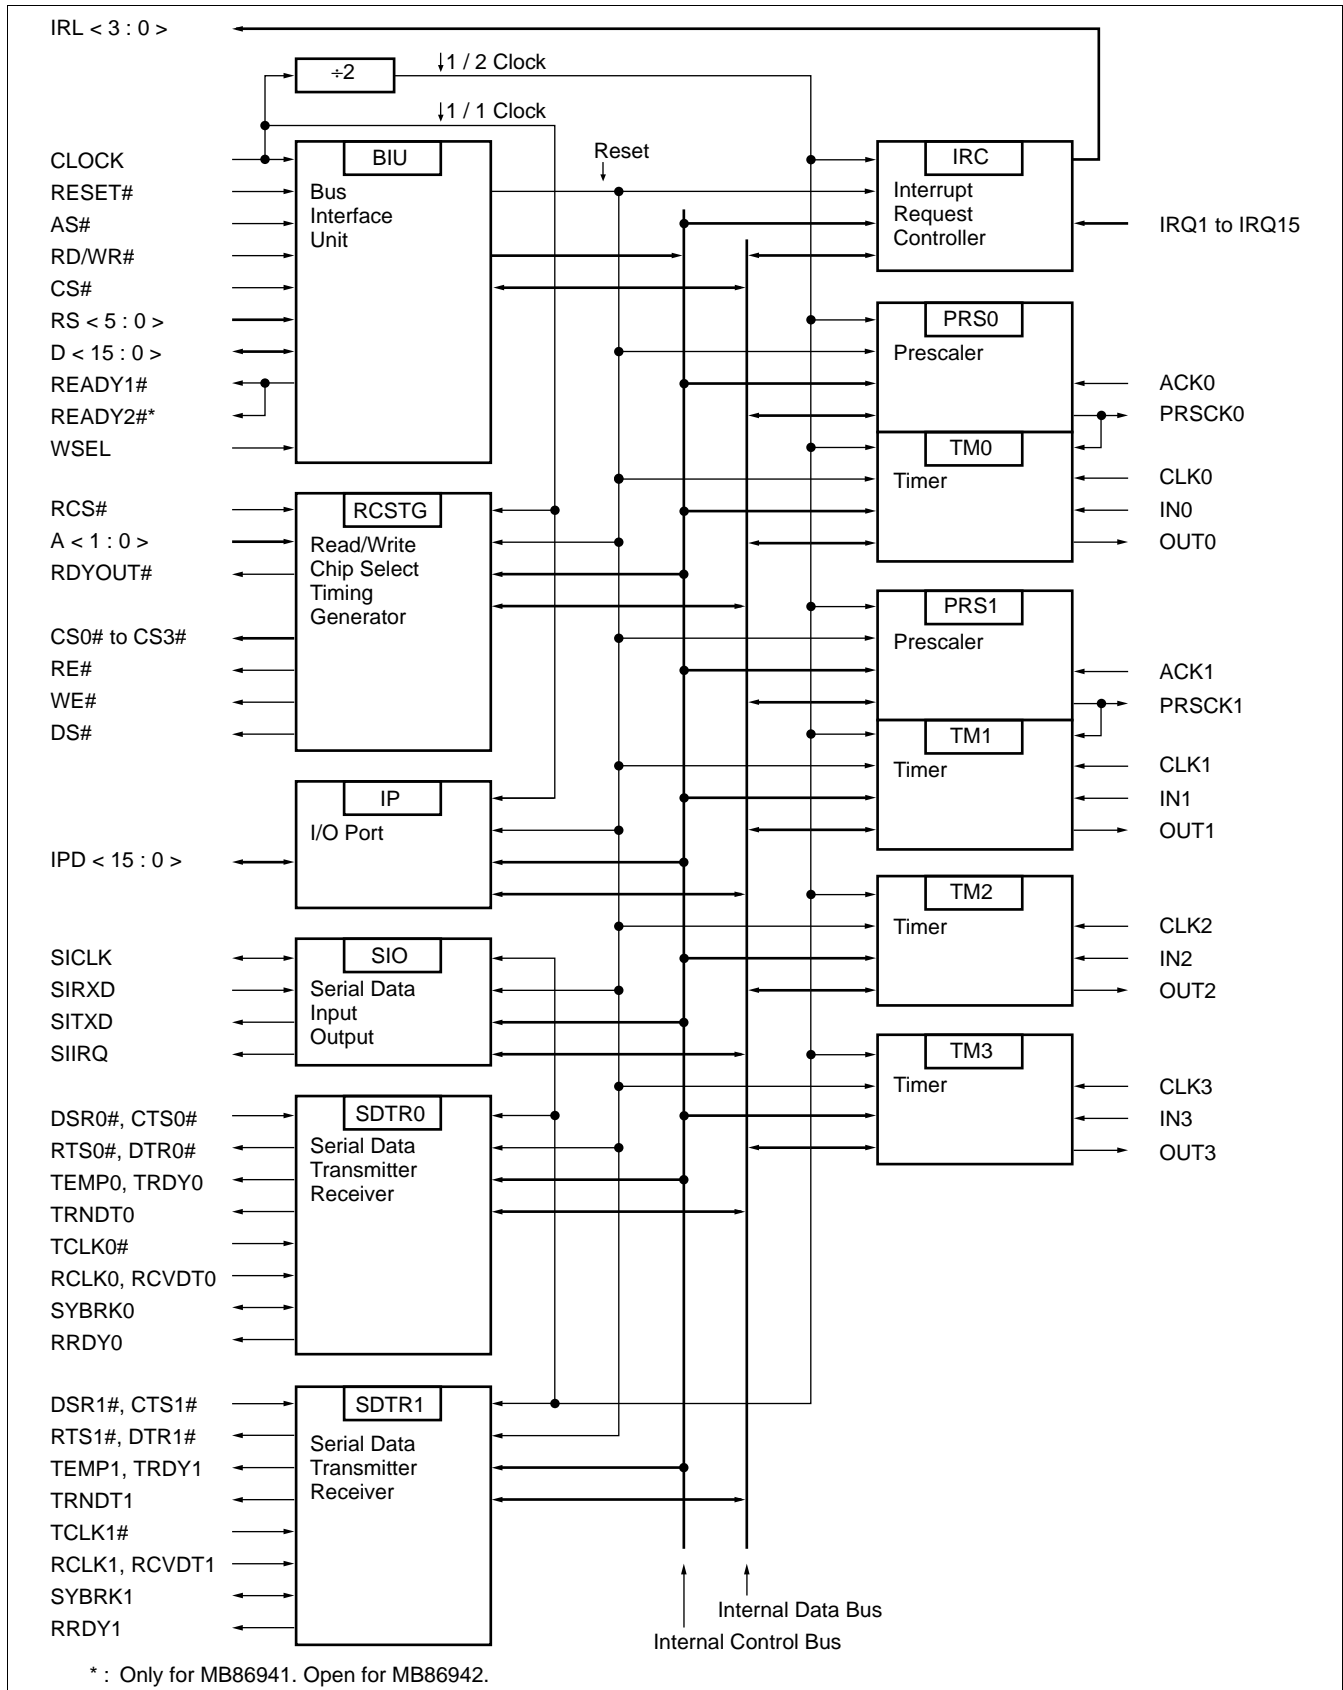 IRL < 3 : 0 >
÷2
↓1 / 2 Clock
↓1 / 1 Clock
CLOCK
RESET#
AS#
RD/WR#
CS#
RS < 5 : 0 >
D < 15 : 0 >
READY1#
READY2#*
WSEL
BIU
Bus
Interface
Unit
Reset
IRC
Interrupt
Request
Controller
IRQ1 to IRQ15
PRS0
Prescaler
ACK0
PRSCK0
TM0
Timer
CLK0
IN0
OUT0
RCS#
A < 1 : 0 >
RDYOUT#
CS0# to CS3#
RE#
WE#
DS#
RCSTG
Read/Write
Chip Select
Timing
Generator
PRS1
Prescaler
ACK1
PRSCK1
TM1
Timer
CLK1
IN1
OUT1
IP
I/O Port
IPD < 15 : 0 >
TM2
Timer
CLK2
IN2
OUT2
SICLK
SIRXD
SITXD
SIIRQ
SIO
Serial Data
Input
Output
TM3
Timer
CLK3
IN3
OUT3
DSR0#, CTS0#
RTS0#, DTR0#
TEMP0, TRDY0
TRNDT0
TCLK0#
RCLK0, RCVDT0
SYBRK0
RRDY0
SDTR0
Serial Data
Transmitter
Receiver
DSR1#, CTS1#
RTS1#, DTR1#
TEMP1, TRDY1
TRNDT1
TCLK1#
RCLK1, RCVDT1
SYBRK1
RRDY1
SDTR1
Serial Data
Transmitter
Receiver
Internal Data Bus
Internal Control Bus
* : Only for MB86941. Open for MB86942.